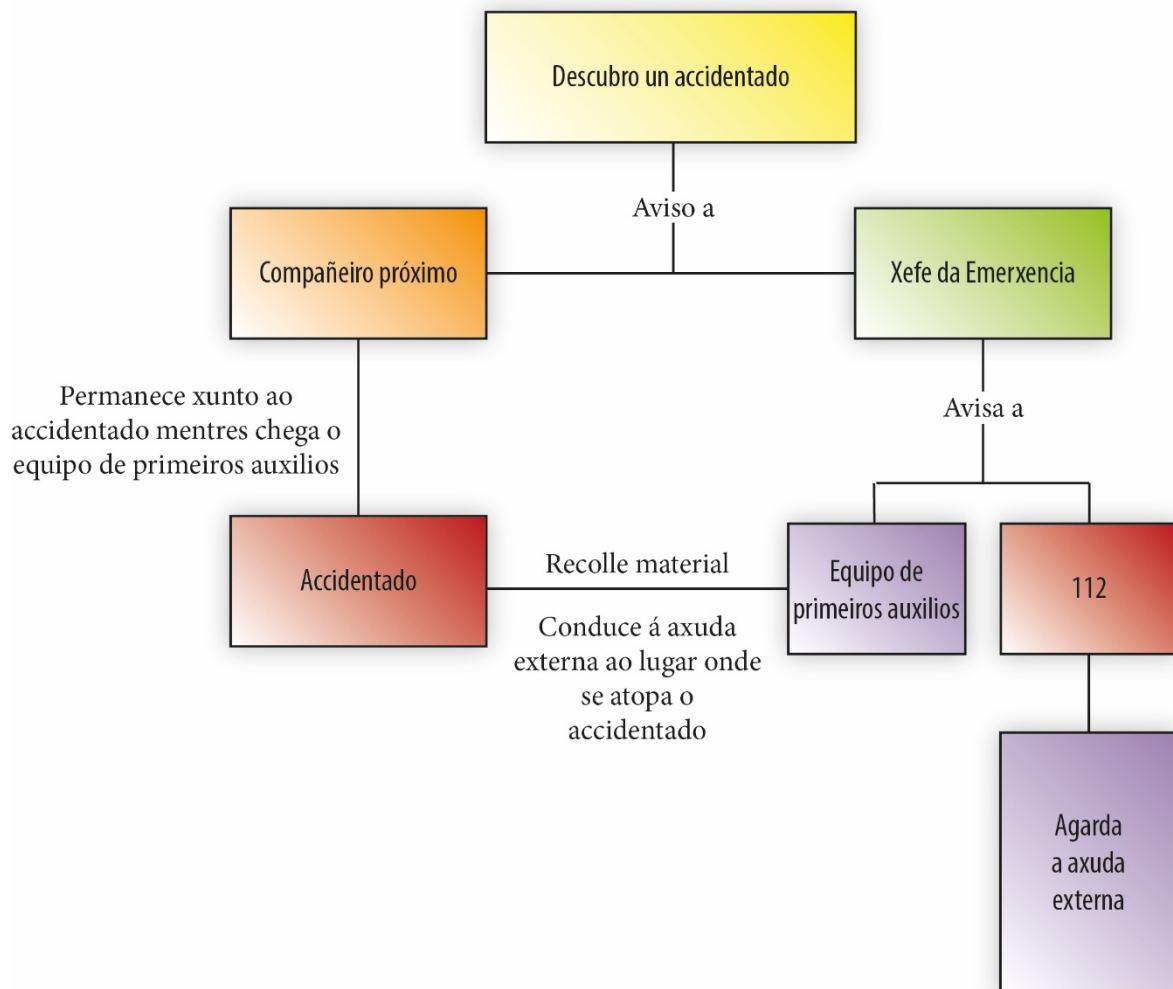 Descubro un accidentado
Aviso a
Compañeiro próximo
Xefe da Emerxencia
Permanece xunto ao
accidentado mentres chega o
equipo de primeiros auxilios
Avisa a
Accidentado
Recolle material
Conduce á axuda
externa ao lugar onde
se atopa o
accidentado
Equipo de
primeiros auxilios
112
Agarda
a axuda
externa